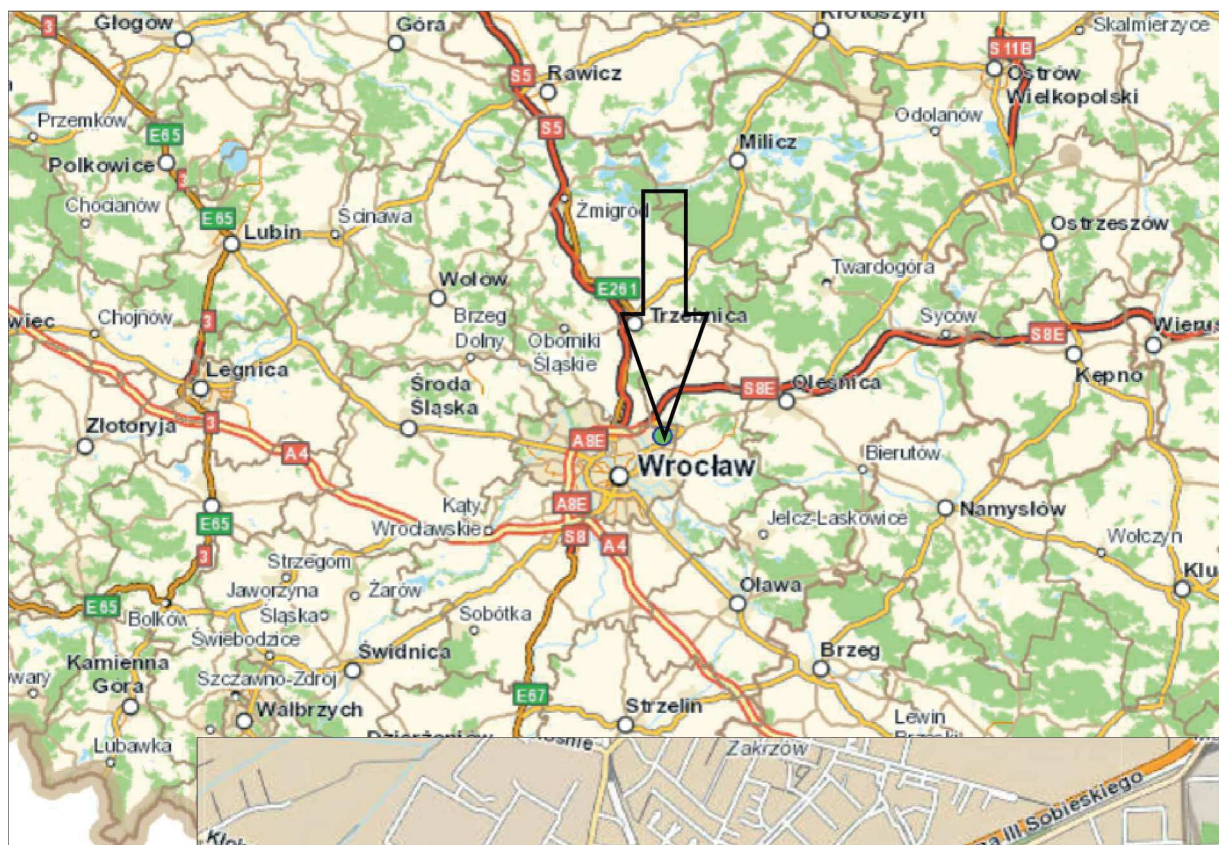 3
Głogów
Góra
Krotoszyn
Skalmierzyce
S5
Rawicz
S 11B
Ostrów
Wielkopolski
Przemków
E65
S5
Odolanów
Polkowice
3
Milicz
Chocianów
E65
Ścinawa
Żmigród
Ostrzeszów
Lubin
Wołów
E261
Twardogóra
Chojnów
3
Brzeg
Dolny
Oborniki
Śląskie
Trzebnica
Syców
S8E
Legnica
Środa
Śląska
S8E
Oleśnica
Kępno
Złotoryja
3
A4
A8E
Wrocław
Bierutów
Kąty
Wrocławskie
A8E
Jelcz-Laskowice
Namysłów
E65
S8
A4
Wołczyn
3
Strzegom
E65
Jaworzyna
Śląska
Żarów
Oława
Bolków
Sobótka
Świebodzice
Świdnica
Brzeg
Kamienna
Góra
Szczawno-Zdrój
E67
Wałbrzych
Strzelin
Lewin
Lubawka
Zakrzów
III Sobieskiego